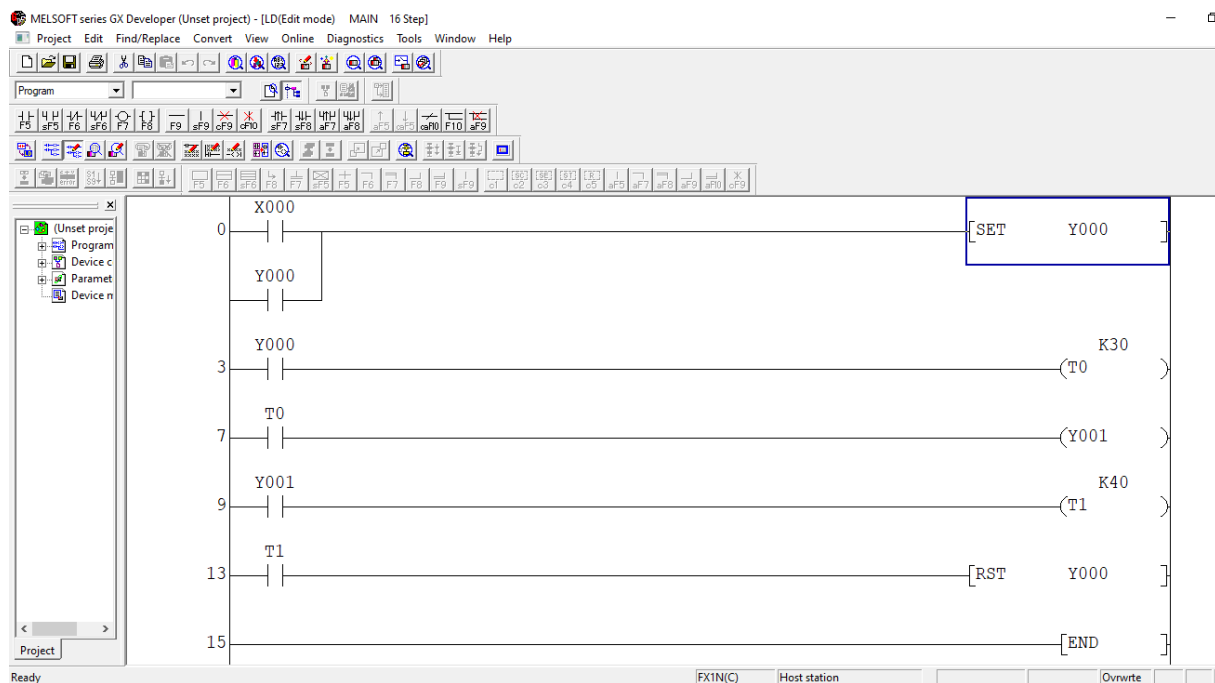 MELSOFT series GX Developer (Unset project) - [LD(Edit mode) MAIN 16 Step]
Project Edit Find/Replace Convert View Online Diagnostics Tools Window Help
Program
F5 sF5 F6 sF6 F7 F8 F9 sF9 cF9 cF10 sF7 sF8 aF7 aF8 aF5 caF5 caF10 F10 aF9
F5 F6 sF6 F8 F7 sF5 F5 F6 F7 F8 F9 sF9 c1 c2 c3 c4 c5 aF5 aF7 aF8 aF9 aF10 cF9
(Unset proje
Program
Device c
Paramet
Device m
Project
X000
0 [SET Y000 ]
Y000
Y000 K30
3 (T0 )
T0
7 (Y001 )
Y001 K40
9 (T1 )
T1
13 [RST Y000 ]
15 [END ]
Ready FX1N(C) Host station Ovrwrte